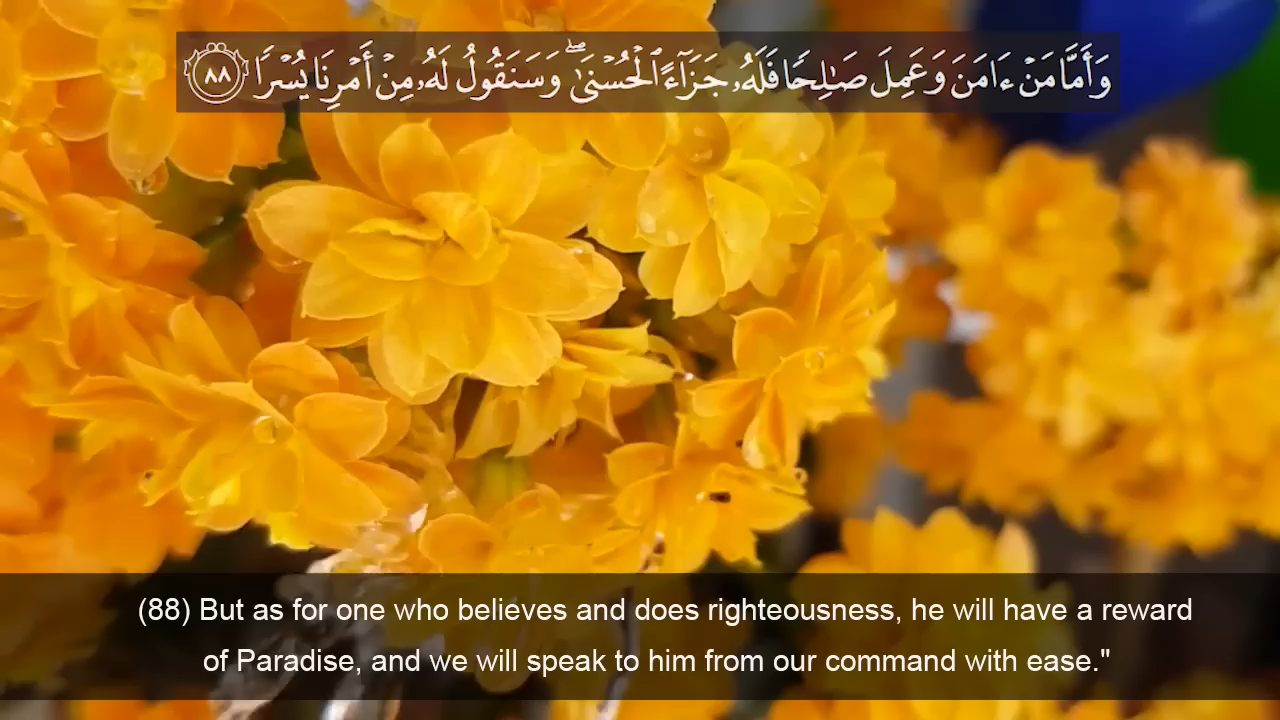 وَأَمَّا مَنْ ءَامَنَ وَعَمِلَ صَـٰلِحًا فَلَهُۥ جَزَآءً ٱلْحُسْنَىٰ ۖ وَسَنَقُولُ لَهُۥ مِنْ أَمْرِنَا يُسْرًا ٨٨
(88) But as for one who believes and does righteousness, he will have a reward
of Paradise, and we will speak to him from our command with ease."